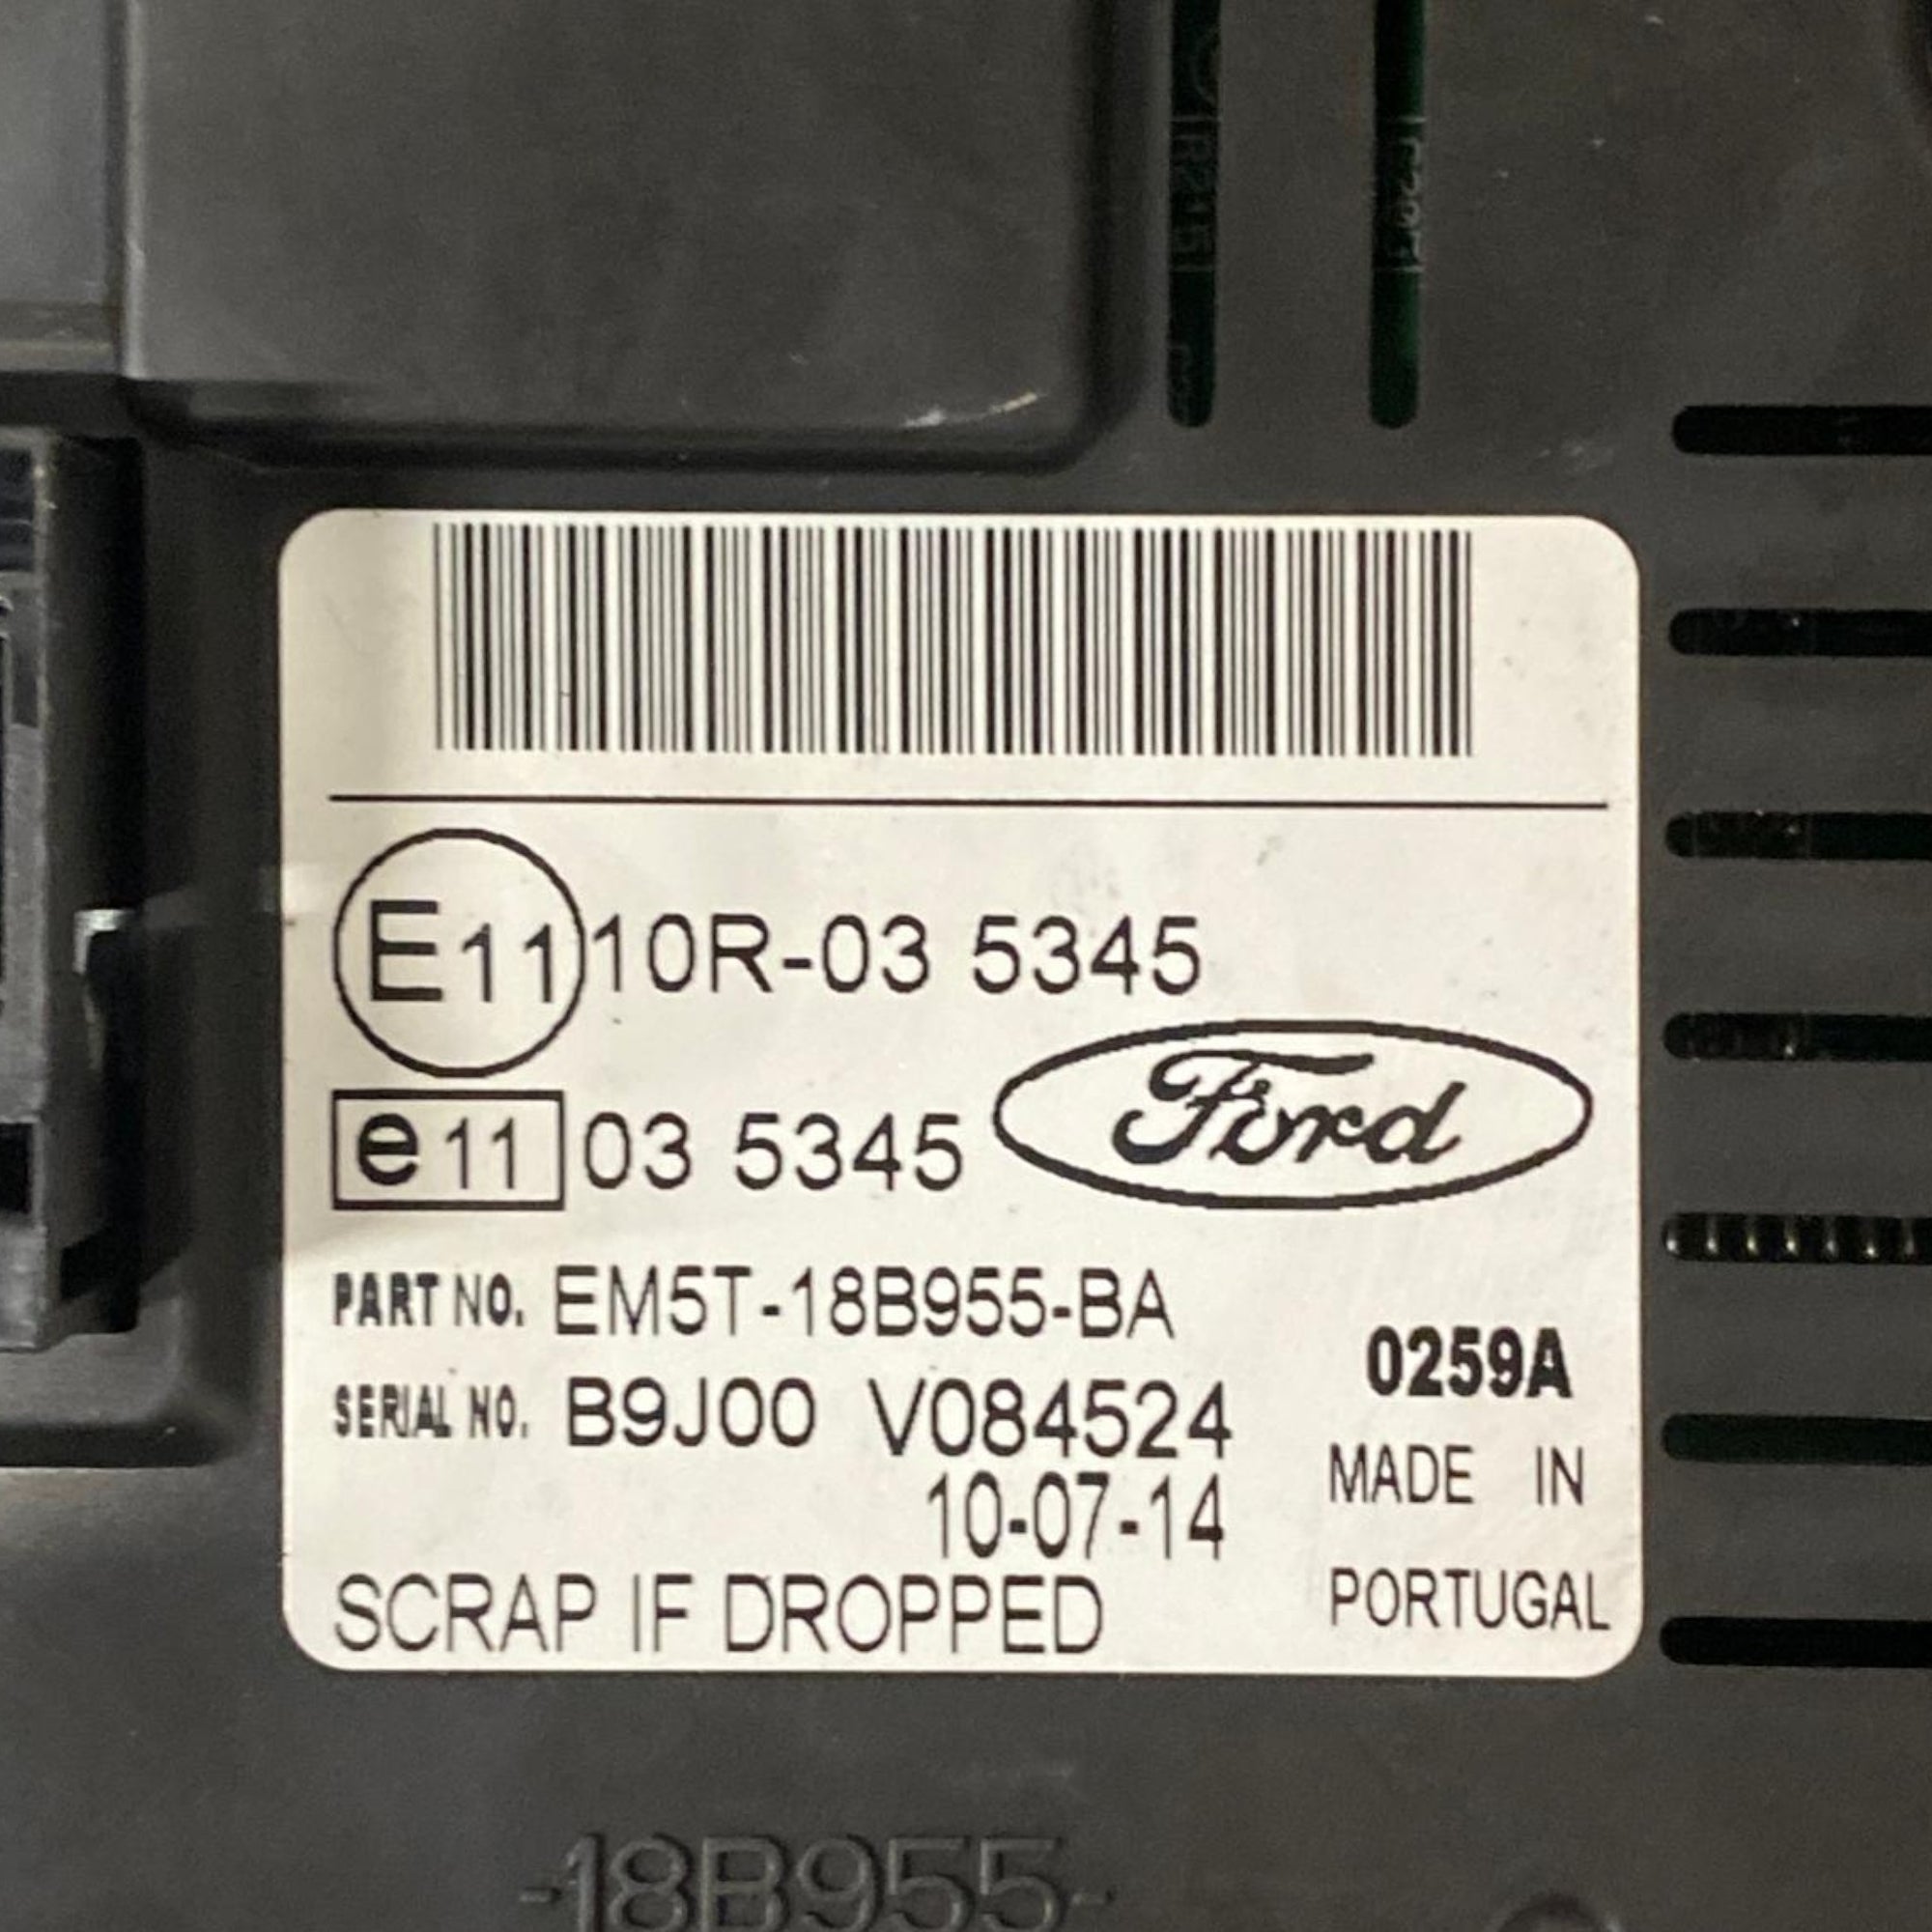 E11 10R-03 5345
e11 03 5345
Ford
PART NO. EM5T-18B955-BA
0259A
SERIAL NO. B9J00 V084524
MADE IN
10-07-14
PORTUGAL
SCRAP IF DROPPED
-18B955-